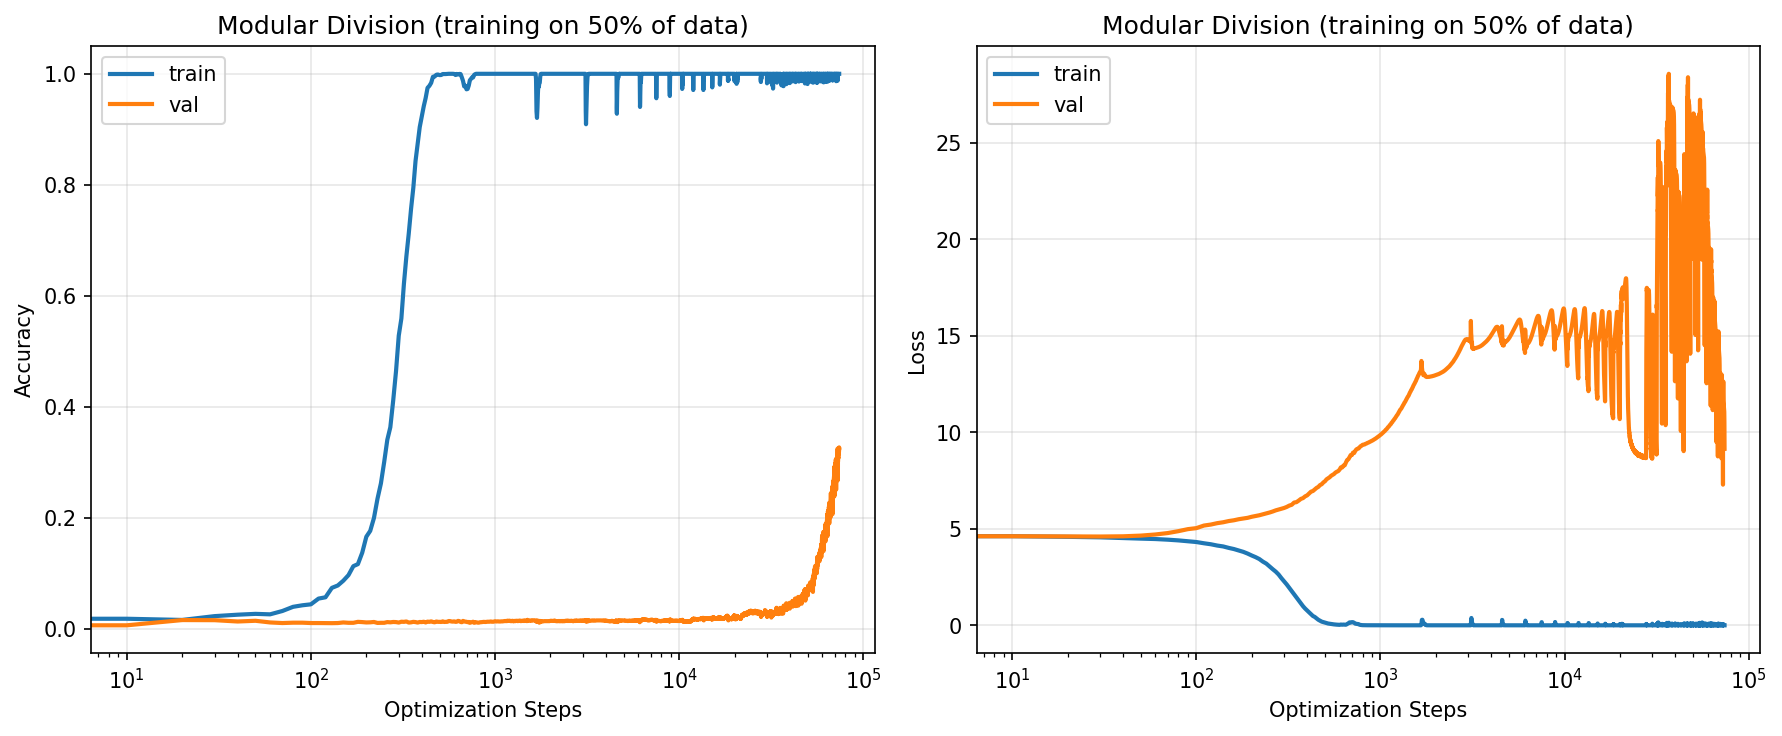 Modular Division (training on 50% of data)
train
val
1.0
0.8
0.6
0.4
0.2
0.0
Accuracy
10¹
10²
10³
10⁴
10⁵
Optimization Steps
Modular Division (training on 50% of data)
train
val
25
20
15
10
5
0
Loss
10¹
10²
10³
10⁴
10⁵
Optimization Steps